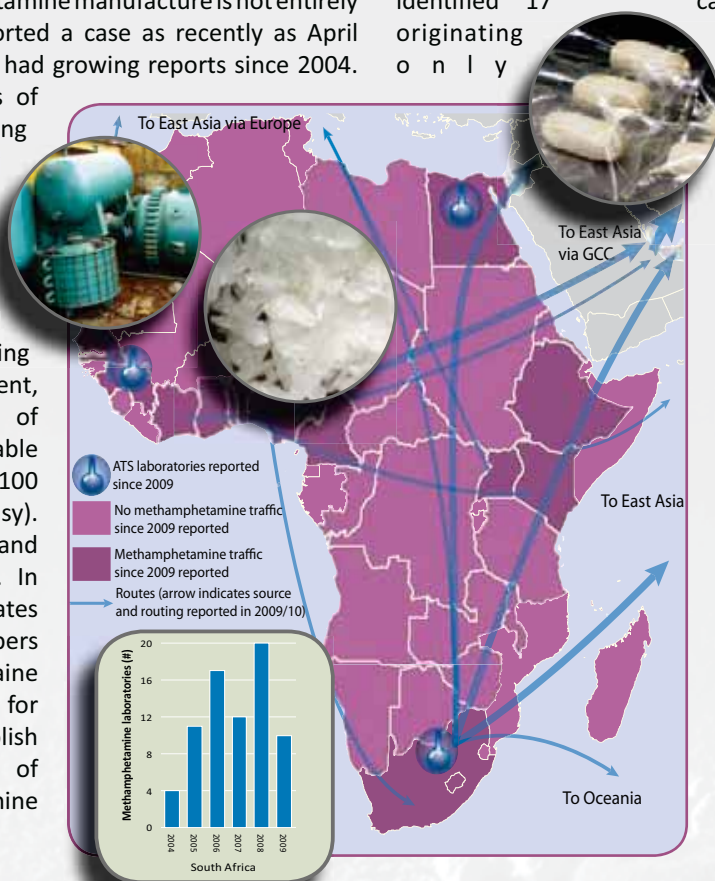 tamine manufacture is not entirely
orted a case as recently as April
had growing reports since 2004.
s of
ing
ing
ent,
of
able
100
sy).
and
. In
ates
pers
aine
for
olish
of
mine
identified 17 ca
originating
only
To East Asia via Europe
To East Asia
via GCC
To East Asia
To Oceania
ATS laboratories reported
since 2009
No methamphetamine traffic
since 2009 reported
Methamphetamine traffic
since 2009 reported
Routes (arrow indicates source
and routing reported in 2009/10)
Methamphetamine laboratories (#)
20
16
12
8
4
0
2004
2005
2006
2007
2008
2009
South Africa